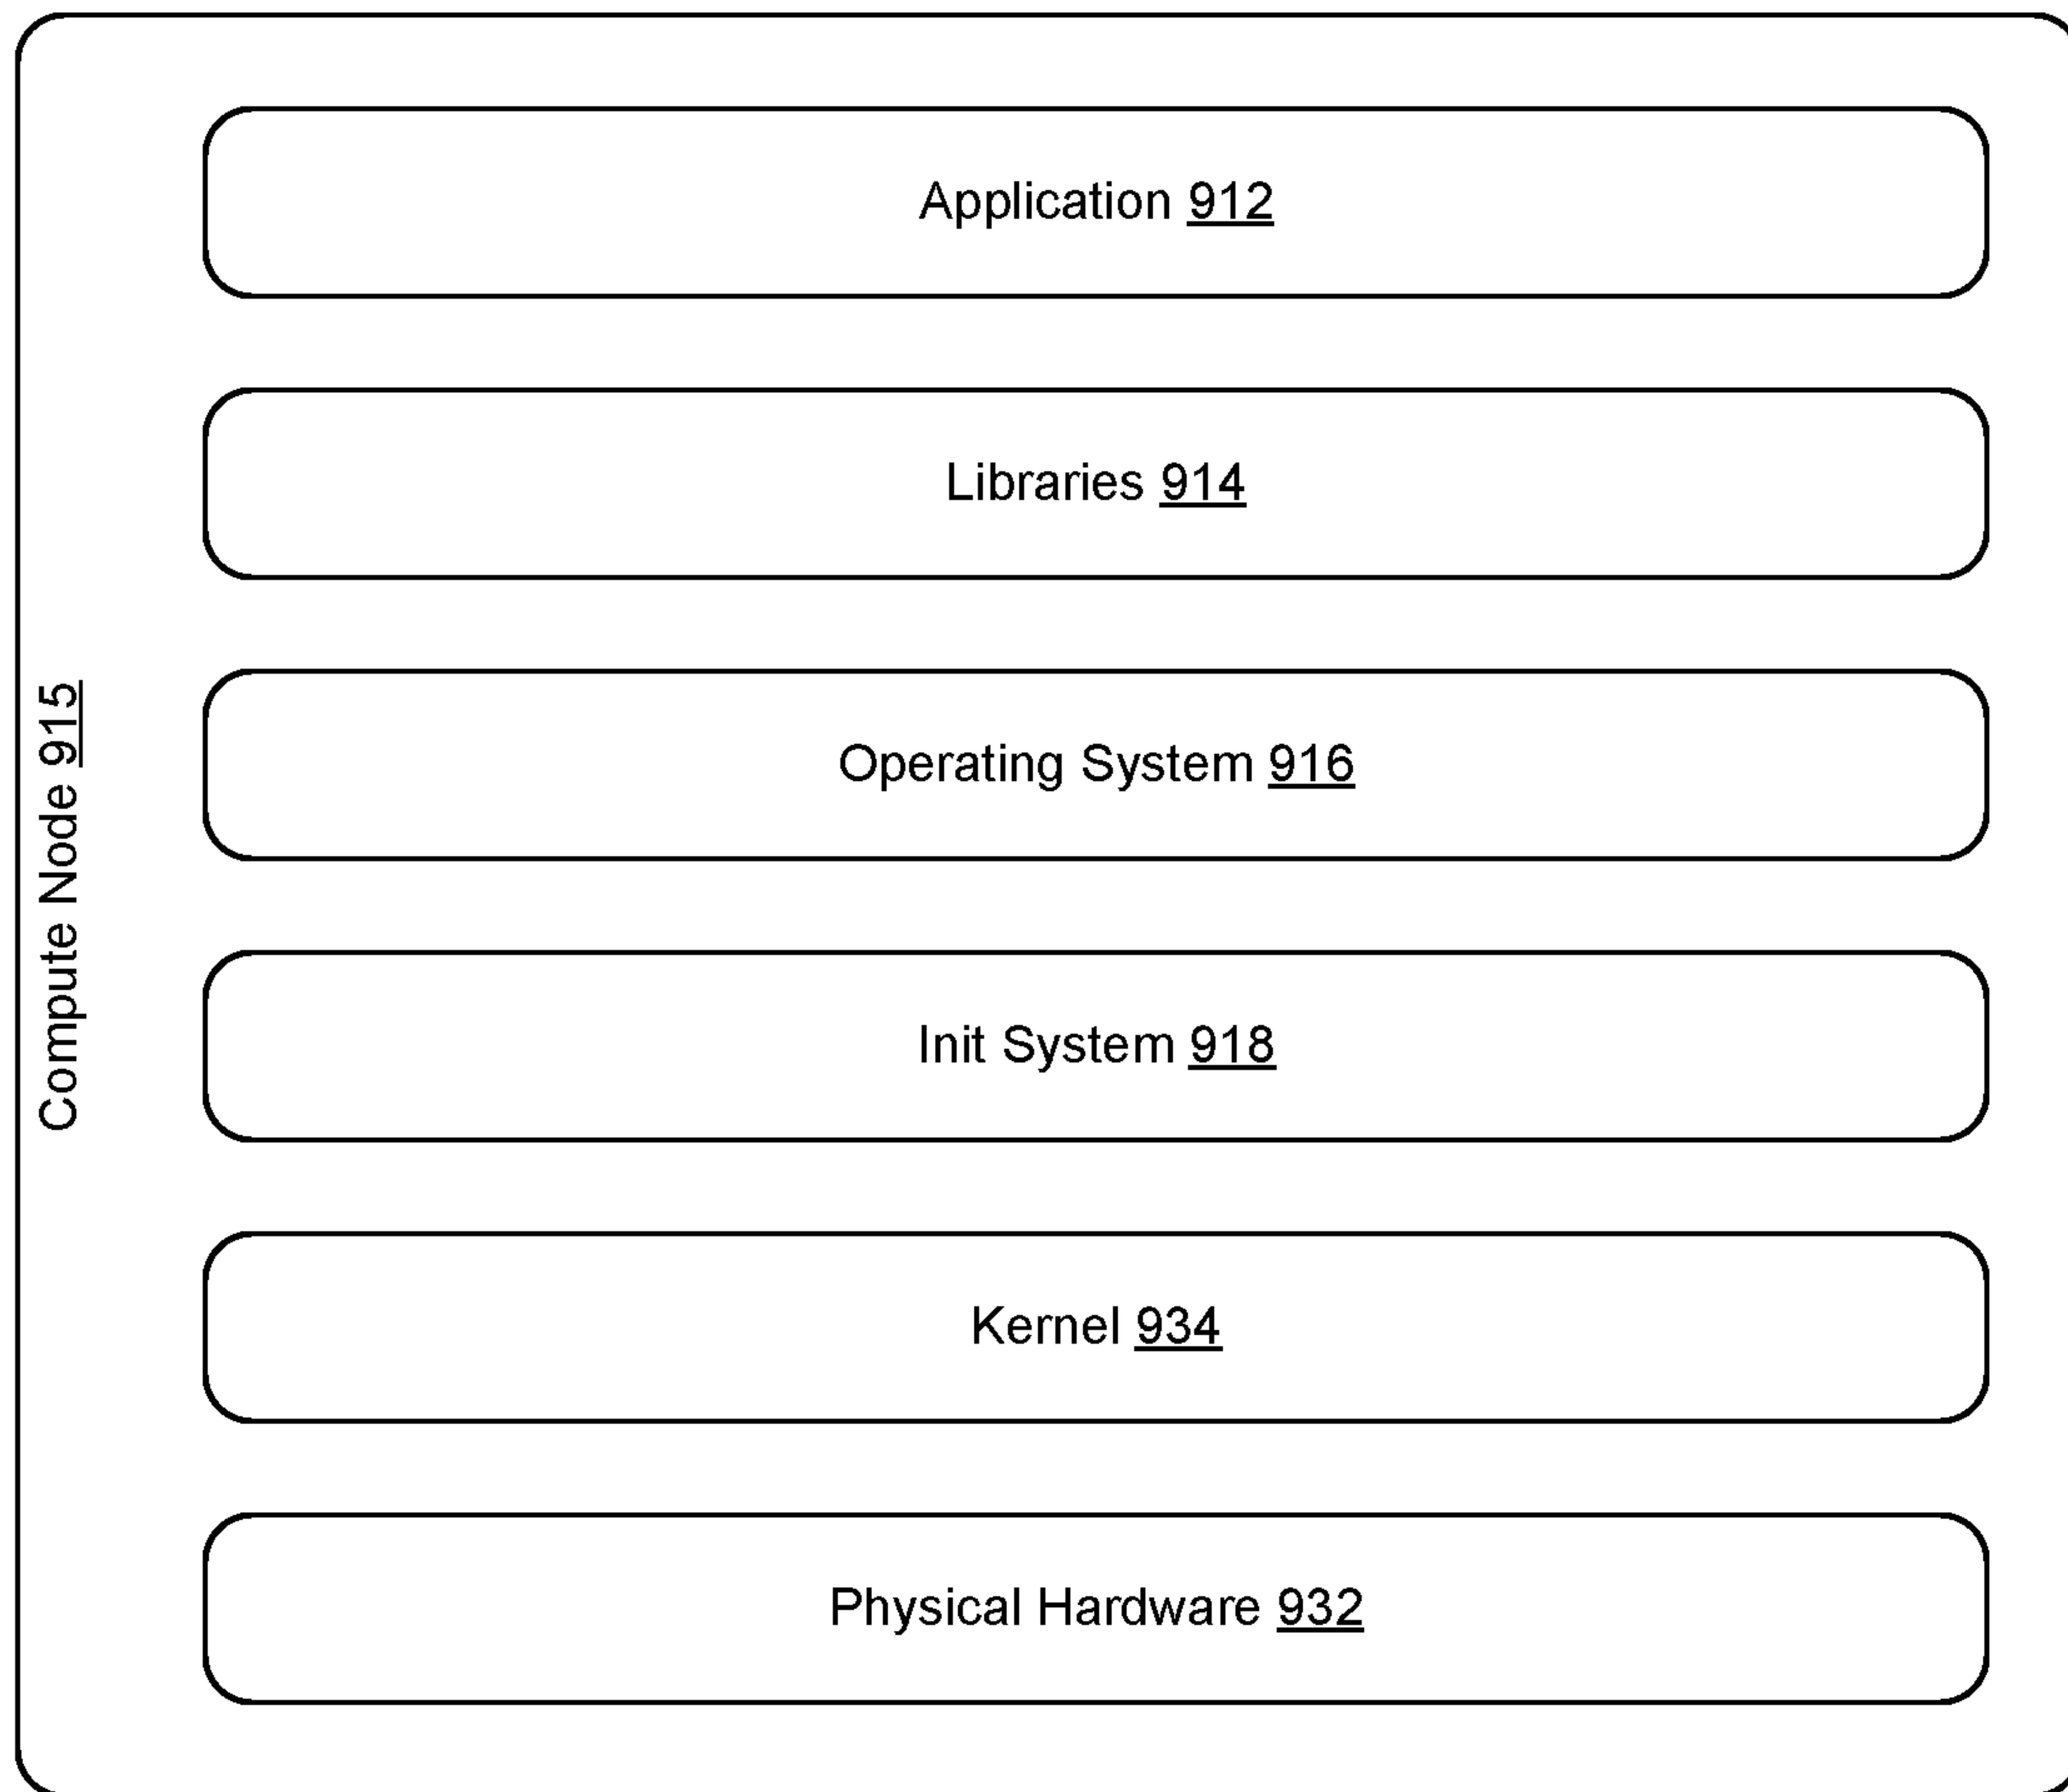 Compute Node 915
Application 912
Libraries 914
Operating System 916
Init System 918
Kernel 934
Physical Hardware 932